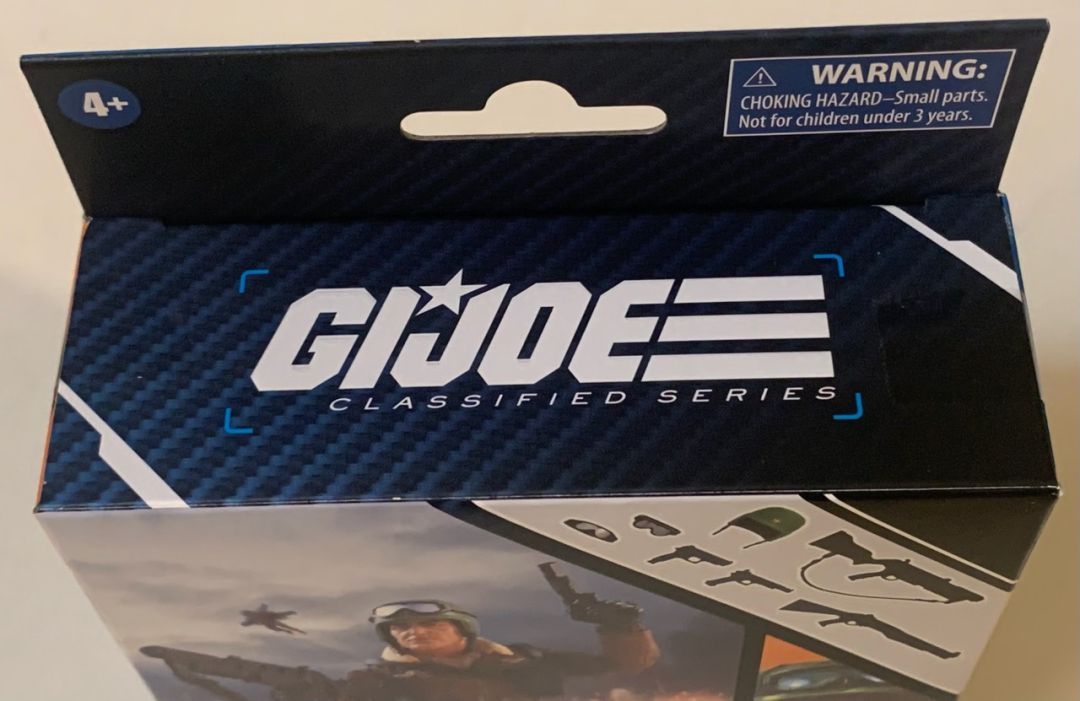 4+
WARNING:
CHOKING HAZARD—Small parts.
Not for children under 3 years.
GIJOE
CLASSIFIED SERIES